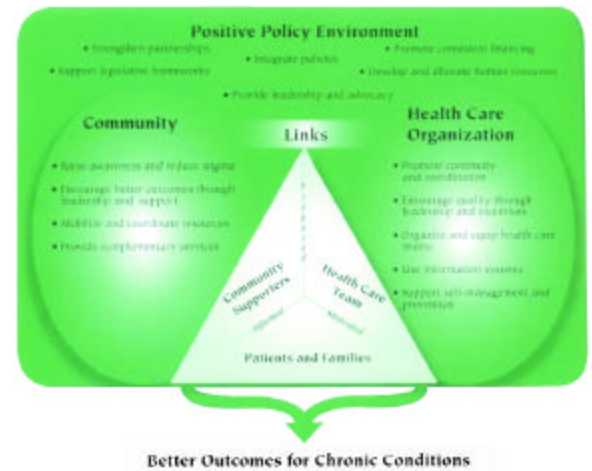 Positive Policy Environment
• Strengthen partnerships
• Integrate policies
• Promote consistent financing
• Support legislative frameworks
• Develop and allocate human resources
• Provide leadership and advocacy
Community
• Raise awareness and reduce stigma
• Encourage better outcomes through
leadership and support
• Mobilize and coordinate resources
• Provide complementary services
Links
Health Care
Organization
• Promote continuity
and coordination
• Encourage quality through
leadership and incentives
• Organize and equip health care
teams
• Use information systems
• Support self-management and
prevention
Community
Supporters
Health Care
Team
Informed
Motivated
Patients and Families
Better Outcomes for Chronic Conditions